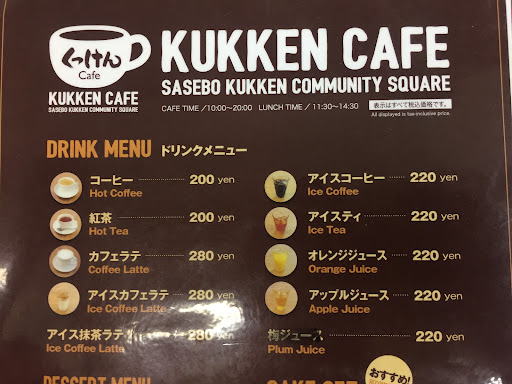 くっけん
Cafe
KUKKEN CAFE
SASEBO KUKKEN COMMUNITY SQUARE
KUKKEN CAFE
SASEBO KUKKEN COMMUNITY SQUARE
CAFE TIME ／10:00～20:00 LUNCH TIME ／ 11:30～14:30
表示はすべて税込価格です。
All displayed is tax-inclusive price.
DRINK MENU ドリンクメニュー
コーヒー 200 yen
Hot Coffee
紅茶 200 yen
Hot Tea
カフェラテ 280 yen
Coffee Latte
アイスカフェラテ 280 yen
Ice Coffee Latte
アイス抹茶ラテ 280 yen
Ice Coffee Latte
アイスコーヒー 220 yen
Ice Coffee
アイスティ 220 yen
Ice Tea
オレンジジュース 220 yen
Orange Juice
アップルジュース 220 yen
Apple Juice
梅ジュース 220 yen
Plum Juice
おすすめ!
DESSERT MENU
CAKE SET